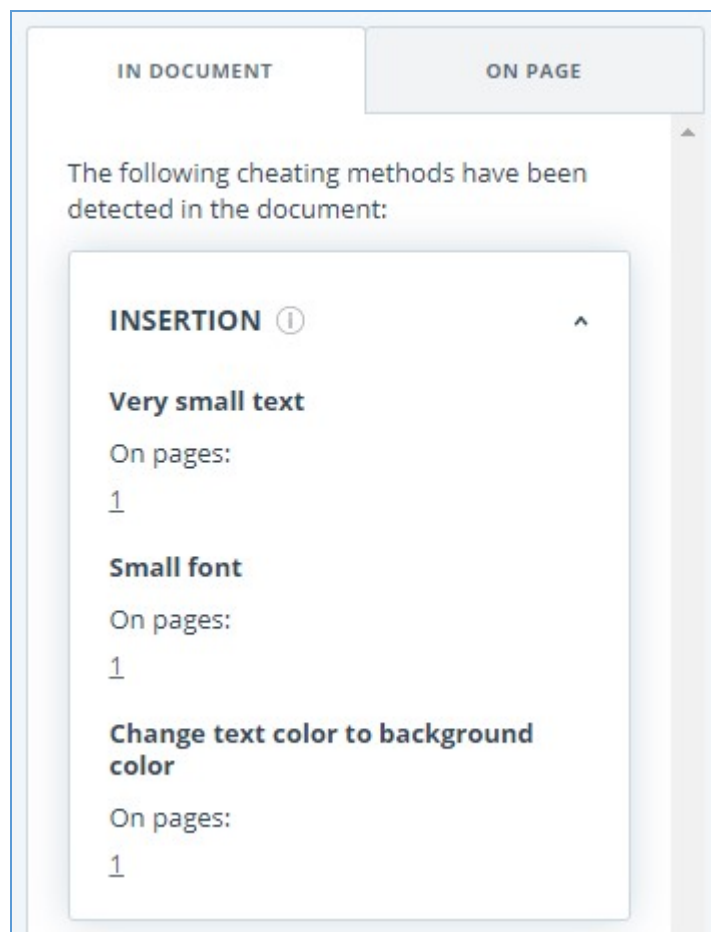 IN DOCUMENT
ON PAGE
The following cheating methods have been
detected in the document:
INSERTION
Very small text
On pages:
1
Small font
On pages:
1
Change text color to background
color
On pages:
1